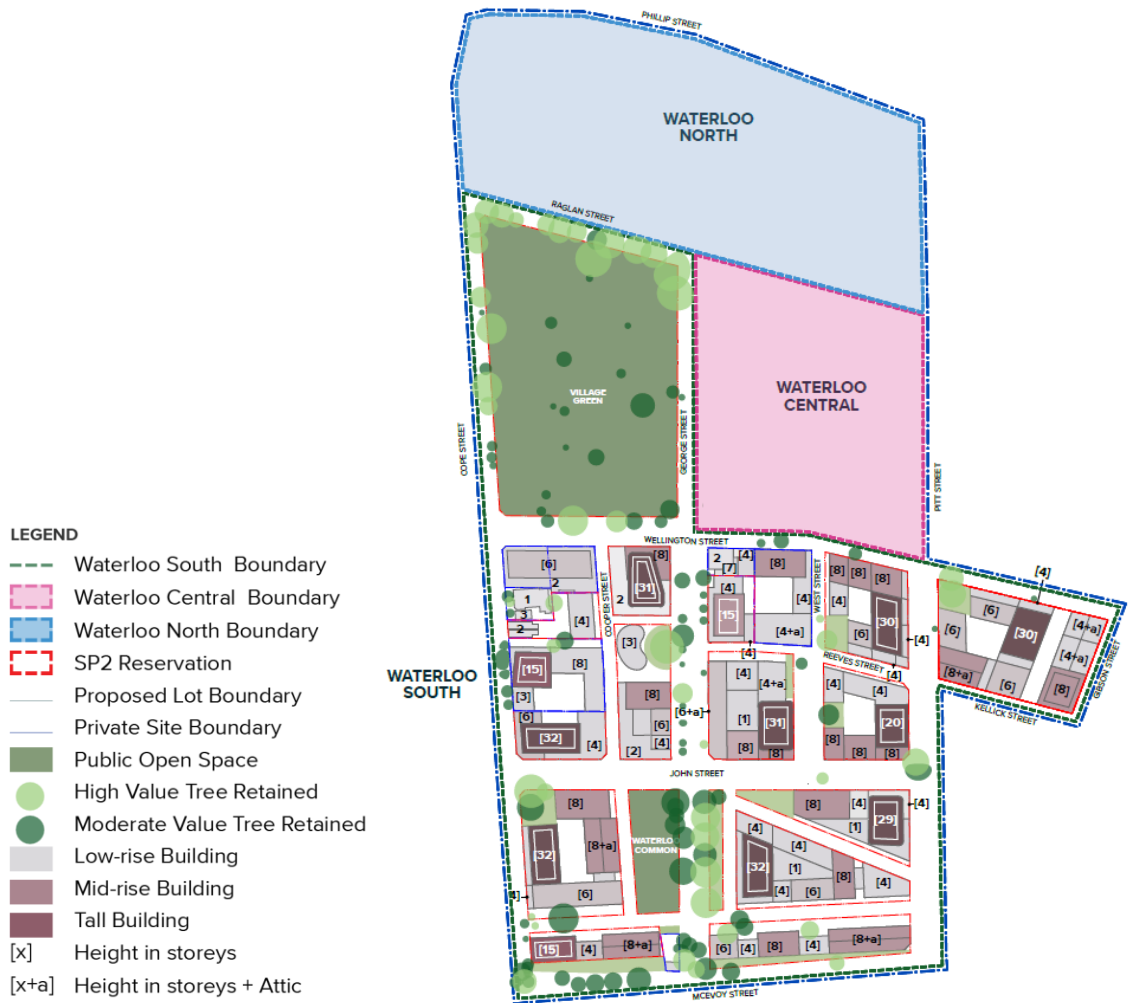 PHILLIP STREET
WATERLOO
NORTH
RAGLAN STREET
VILLAGE
GREEN
WATERLOO
CENTRAL
COPE STREET
GEORGE STREET
PITT STREET
WELLINGTON STREET
[6]
2
1
3
2
[4]
COOPER STREET
[8]
[31]
2
[3]
2
[4]
[7]
[4]
[15]
[8]
[4]
[4+a]
[4]
WEST STREET
[8]
[8]
[8]
[4]
[30]
[6]
[4]
[4]
REEVES STREET
[4]
[6]
[30]
[6]
[4+a]
[4+a]
[8+a]
[6]
[8]
GIBSON STREET
KELLICK STREET
WATERLOO
SOUTH
[15]
[8]
[3]
[6]
[32]
[4]
[8]
[6]
[4]
[2]
[6+a]
[4]
[4+a]
[1]
[31]
[8]
[8]
[8]
[4]
[4]
[20]
[8]
[8]
[8]
JOHN STREET
[8]
[32]
[8+a]
[6]
WATERLOO
COMMON
[8]
[4]
[4]
[1]
[29]
[4]
[4]
[1]
[32]
[8]
[4]
[4]
[6]
[15]
[4]
[8+a]
[6]
[4]
[8]
[4]
[8+a]
MCEVOY STREET
LEGEND
Waterloo South Boundary
Waterloo Central Boundary
Waterloo North Boundary
SP2 Reservation
Proposed Lot Boundary
Private Site Boundary
Public Open Space
High Value Tree Retained
Moderate Value Tree Retained
Low-rise Building
Mid-rise Building
Tall Building
[x] Height in storeys
[x+a] Height in storeys + Attic